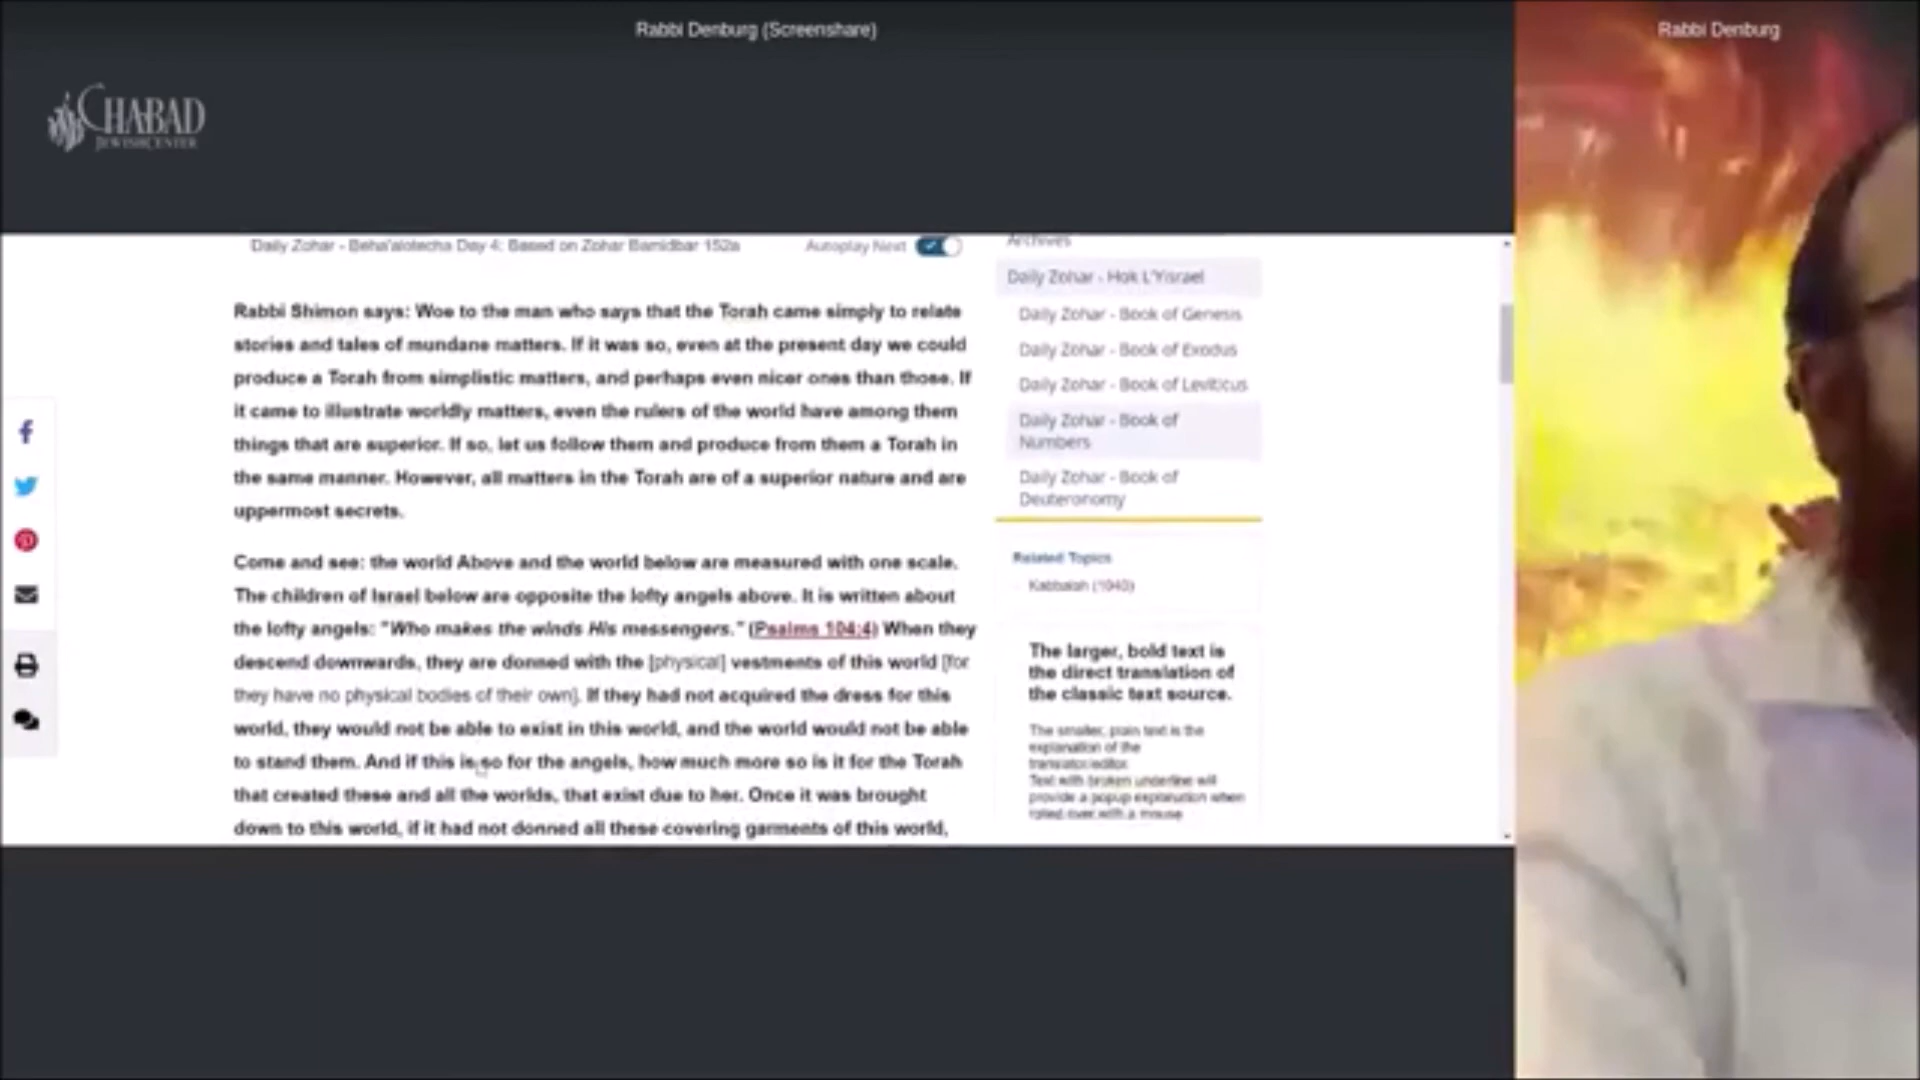 Rabbi Denburg (Screenshare)
Rabbi Denburg
CHABAD
JEWISH CENTER
Daily Zohar - Beha'alotecha Day 4: Based on Zohar Bamidbar 152a
Autoplay Next
Rabbi Shimon says: Woe to the man who says that the Torah came simply to relate
stories and tales of mundane matters. If it was so, even at the present day we could
produce a Torah from simplistic matters, and perhaps even nicer ones than those. If
it came to illustrate worldly matters, even the rulers of the world have among them
things that are superior. If so, let us follow them and produce from them a Torah in
the same manner. However, all matters in the Torah are of a superior nature and are
uppermost secrets.
Come and see: the world Above and the world below are measured with one scale.
The children of Israel below are opposite the lofty angels above. It is written about
the lofty angels: "Who makes the winds His messengers." (Psalms 104:4) When they
descend downwards, they are donned with the [physical] vestments of this world [for
they have no physical bodies of their own]. If they had not acquired the dress for this
world, they would not be able to exist in this world, and the world would not be able
to stand them. And if this is so for the angels, how much more so is it for the Torah
that created these and all the worlds, that exist due to her. Once it was brought
down to this world, if it had not donned all these covering garments of this world,
Archives
Daily Zohar - Hok L'Yisrael
Daily Zohar - Book of Genesis
Daily Zohar - Book of Exodus
Daily Zohar - Book of Leviticus
Daily Zohar - Book of
Numbers
Daily Zohar - Book of
Deuteronomy
Related Topics
Kabbalah (1940)
The larger, bold text is
the direct translation of
the classic text source.
The smaller, plain text is the
explanation of the
translator/editor.
Text with broken underline will
provide a popup explanation when
rolled over with a mouse